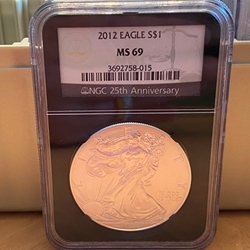 2012 EAGLE S$1
MS 69
3692758-015
NGC 25th Anniversary